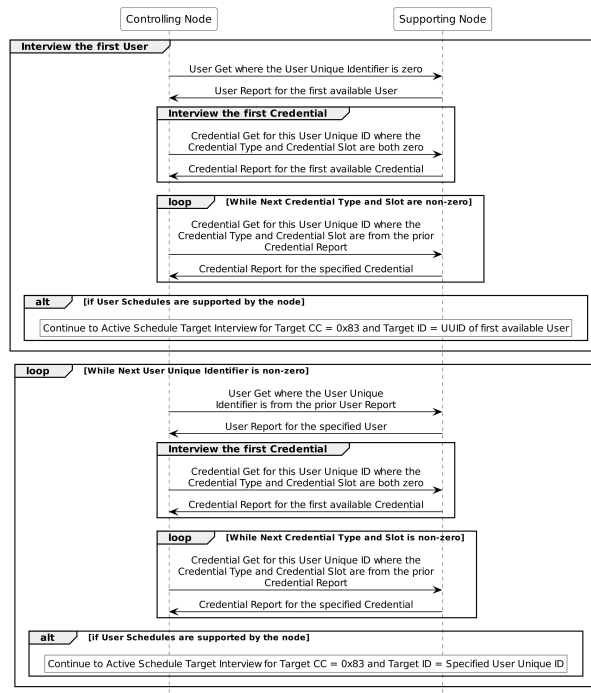 Controlling Node
Supporting Node
Interview the first User
User Get where the User Unique Identifier is zero
User Report for the first available User
Interview the first Credential
Credential Get for this User Unique ID where the
Credential Type and Credential Slot are both zero
Credential Report for the first available Credential
loop
[While Next Credential Type and Slot are non-zero]
Credential Get for this User Unique ID where the
Credential Type and Credential Slot are from the prior
Credential Report
Credential Report for the specified Credential
alt
[if User Schedules are supported by the node]
Continue to Active Schedule Target Interview for Target CC = 0x83 and Target ID = UUID of first available User
loop
[While Next User Unique Identifier is non-zero]
User Get where the User Unique
Identifier is from the prior User Report
User Report for the specified User
Interview the first Credential
Credential Get for this User Unique ID where the
Credential Type and Credential Slot are both zero
Credential Report for the first available Credential
loop
[While Next Credential Type and Slot is non-zero]
Credential Get for this User Unique ID where the
Credential Type and Credential Slot are from the prior
Credential Report
Credential Report for the specified Credential
alt
[if User Schedules are supported by the node]
Continue to Active Schedule Target Interview for Target CC = 0x83 and Target ID = Specified User Unique ID